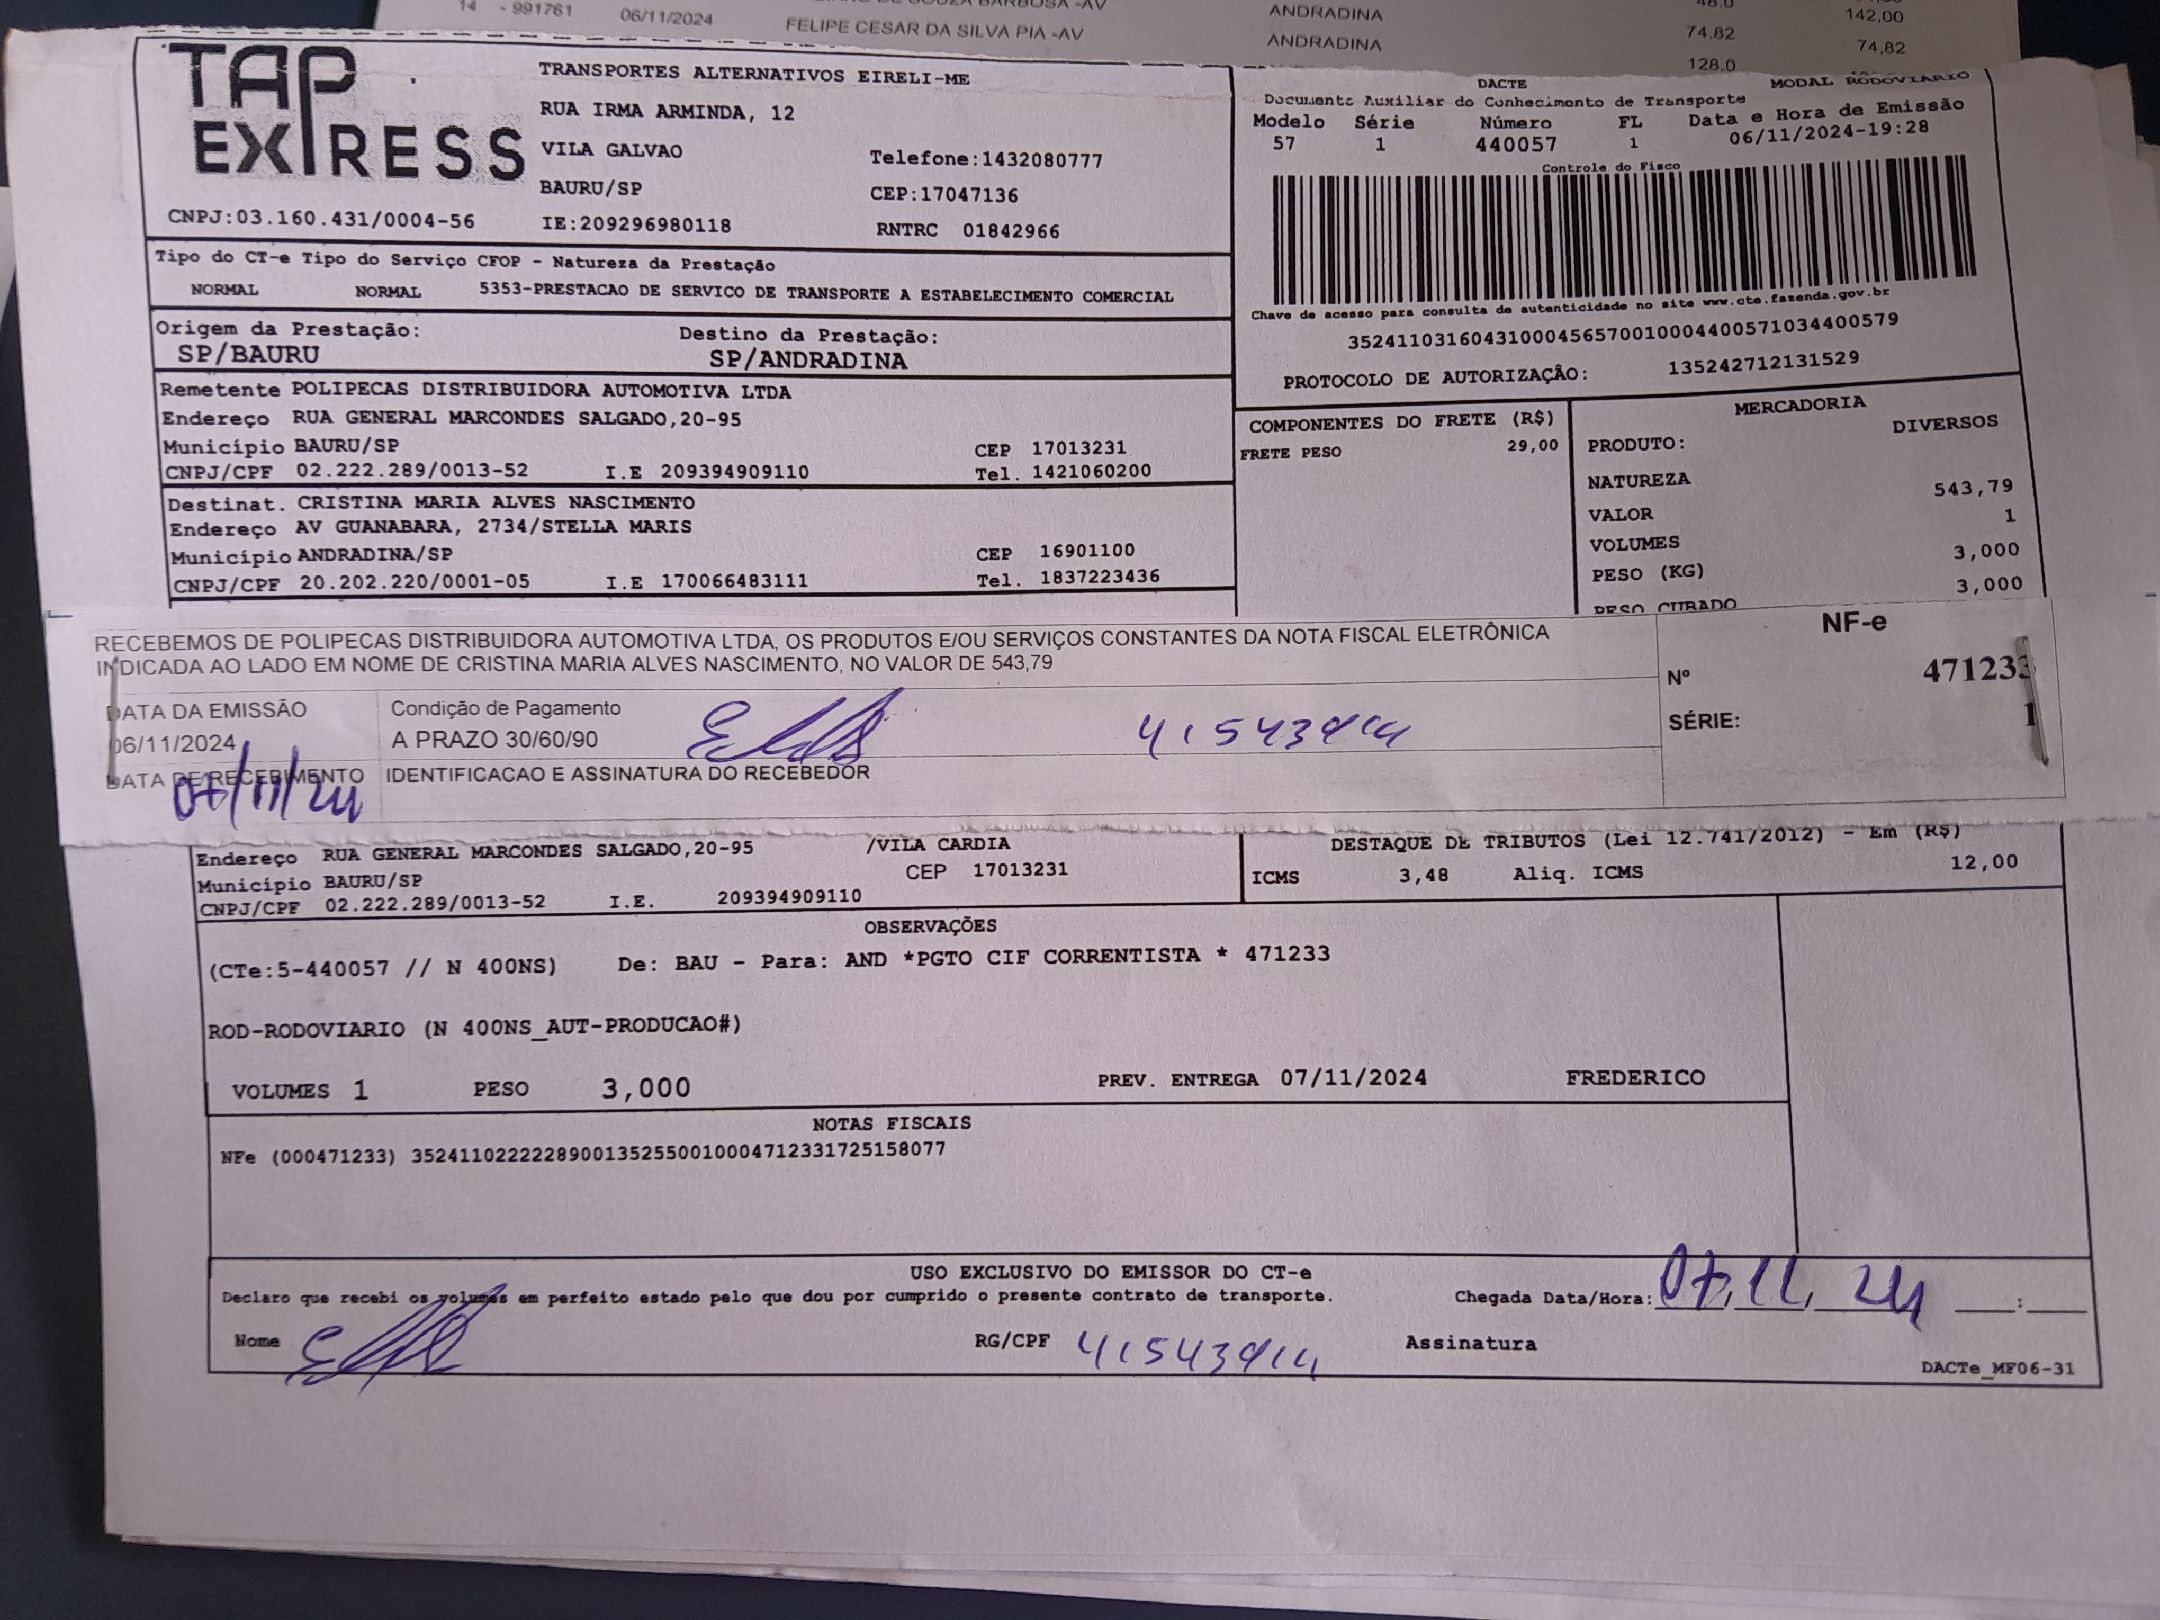 14 - 991761 06/11/2024 FELIPE CESAR DA SILVA PIA -AV ANDRADINA 74.82 142,00
ANDRADINA 128.0 74,82
TAP EXPRESS
CNPJ:03.160.431/0004-56
TRANSPORTES ALTERNATIVOS EIRELI-ME
RUA IRMA ARMINDA, 12
VILA GALVAO Telefone:1432080777
BAURU/SP CEP:17047136
IE:209296980118 RNTRC 01842966
DACTE MODAL RODOVIARIO
Documento Auxiliar do Conhecimento de Transporte
Modelo Série Número FL Data e Hora de Emissão
57 1 440057 1 06/11/2024-19:28
Controle do Fisco
Chave de acesso para consulta de autenticidade no site www.cte.fazenda.gov.br
35241103160431000456570010004400571034400579
PROTOCOLO DE AUTORIZAÇÃO: 135242712131529
Tipo do CT-e Tipo do Serviço CFOP - Natureza da Prestação
NORMAL NORMAL 5353-PRESTACAO DE SERVICO DE TRANSPORTE A ESTABELECIMENTO COMERCIAL
Origem da Prestação: Destino da Prestação:
SP/BAURU SP/ANDRADINA
Remetente POLIPECAS DISTRIBUIDORA AUTOMOTIVA LTDA
Endereço RUA GENERAL MARCONDES SALGADO,20-95
Município BAURU/SP CEP 17013231
CNPJ/CPF 02.222.289/0013-52 I.E 209394909110 Tel. 1421060200
Destinat. CRISTINA MARIA ALVES NASCIMENTO
Endereço AV GUANABARA, 2734/STELLA MARIS
Município ANDRADINA/SP CEP 16901100
CNPJ/CPF 20.202.220/0001-05 I.E 170066483111 Tel. 1837223436
COMPONENTES DO FRETE (R$)
FRETE PESO 29,00
MERCADORIA
PRODUTO: DIVERSOS
NATUREZA
VALOR 543,79
VOLUMES 1
PESO (KG) 3,000
PESO CUBADO 3,000
RECEBEMOS DE POLIPECAS DISTRIBUIDORA AUTOMOTIVA LTDA, OS PRODUTOS E/OU SERVIÇOS CONSTANTES DA NOTA FISCAL ELETRÔNICA
INDICADA AO LADO EM NOME DE CRISTINA MARIA ALVES NASCIMENTO, NO VALOR DE 543,79
NF-e
Nº 471233
SÉRIE: 1
DATA DA EMISSÃO Condição de Pagamento
06/11/2024 A PRAZO 30/60/90 415439414
DATA DE RECEBIMENTO IDENTIFICACAO E ASSINATURA DO RECEBEDOR
07/11/24
Endereço RUA GENERAL MARCONDES SALGADO,20-95 /VILA CARDIA
Município BAURU/SP CEP 17013231
CNPJ/CPF 02.222.289/0013-52 I.E. 209394909110
DESTAQUE DE TRIBUTOS (Lei 12.741/2012) - Em (R$)
ICMS 3,48 Aliq. ICMS 12,00
OBSERVAÇÕES
(CTe:5-440057 // N 400NS) De: BAU - Para: AND *PGTO CIF CORRENTISTA * 471233
ROD-RODOVIARIO (N 400NS_AUT-PRODUCAO#)
VOLUMES 1 PESO 3,000 PREV. ENTREGA 07/11/2024 FREDERICO
NOTAS FISCAIS
NFe (000471233) 35241102222289001352550010004712331725158077
USO EXCLUSIVO DO EMISSOR DO CT-e
Declaro que recebi os volumes em perfeito estado pelo que dou por cumprido o presente contrato de transporte. Chegada Data/Hora: 07, 11, 24 :
Nome RG/CPF 415439414 Assinatura
DACTe_MF06-31